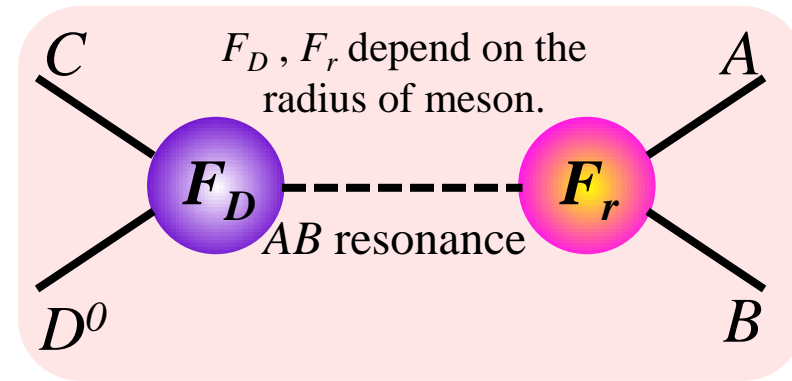 C
F_D , F_r depend on the
radius of meson.
A
F_D
F_r
AB resonance
D^0
B